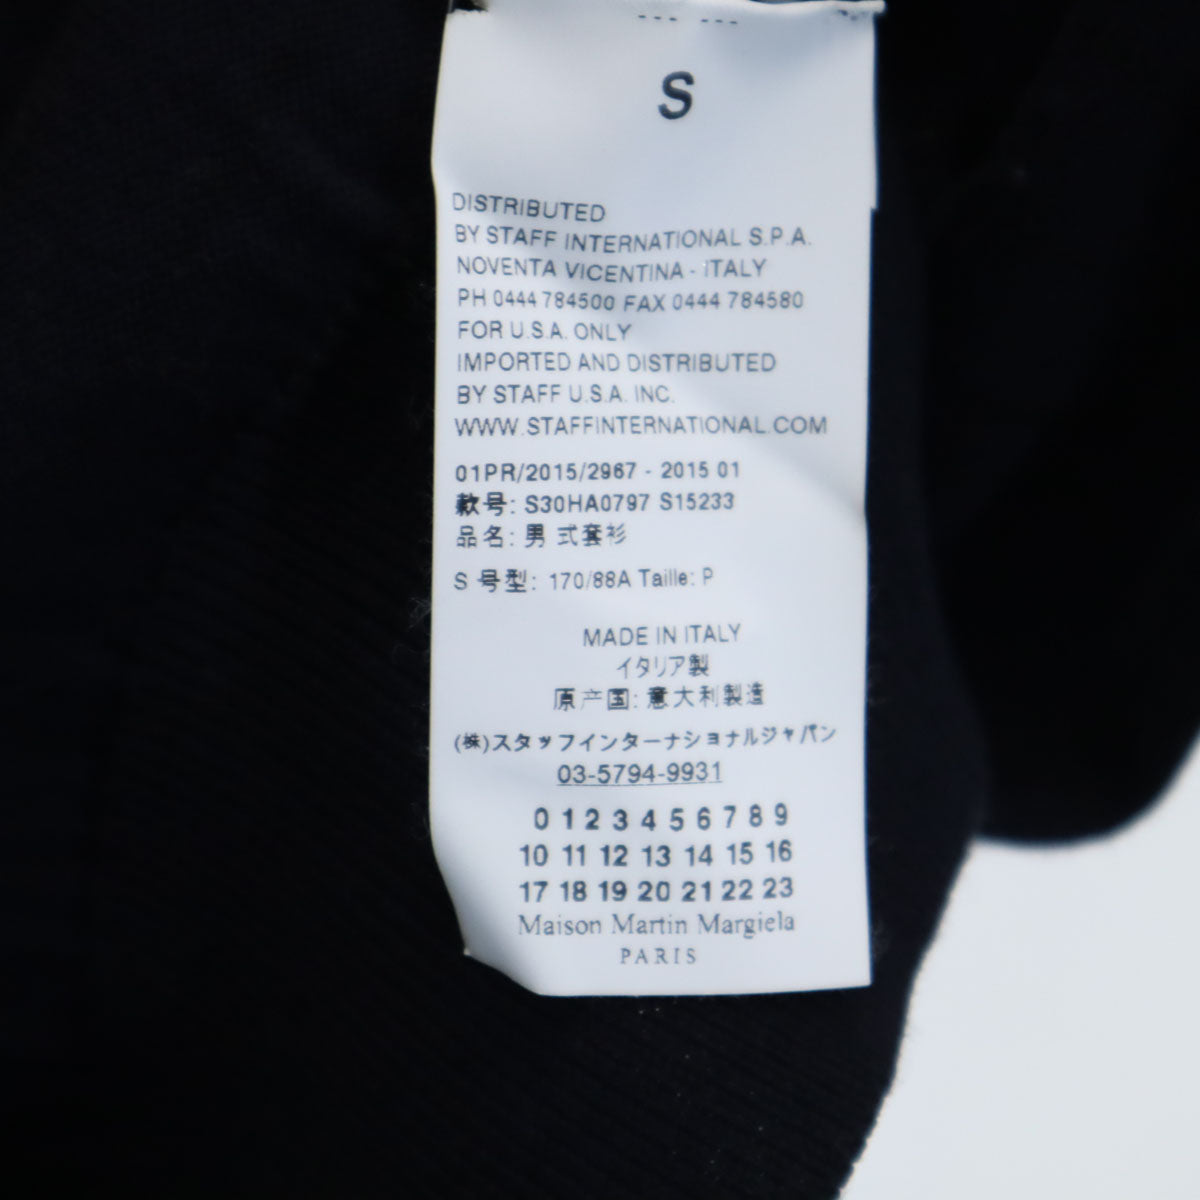 S
DISTRIBUTED
BY STAFF INTERNATIONAL S.P.A.
NOVENTA VICENTINA - ITALY
PH 0444 784500 FAX 0444 784580
FOR U.S.A. ONLY
IMPORTED AND DISTRIBUTED
BY STAFF U.S.A. INC.
WWW.STAFFINTERNATIONAL.COM
01PR/2015/2967 - 2015 01
款号: S30HA0797 S15233
品名: 男 式套衫
S 号型: 170/88A Taille: P
MADE IN ITALY
イタリア製
原产国: 意大利製造
(株)スタッフインターナショナルジャパン
03-5794-9931
0 1 2 3 4 5 6 7 8 9
10 11 12 13 14 15 16
17 18 19 20 21 22 23
Maison Martin Margiela
PARIS